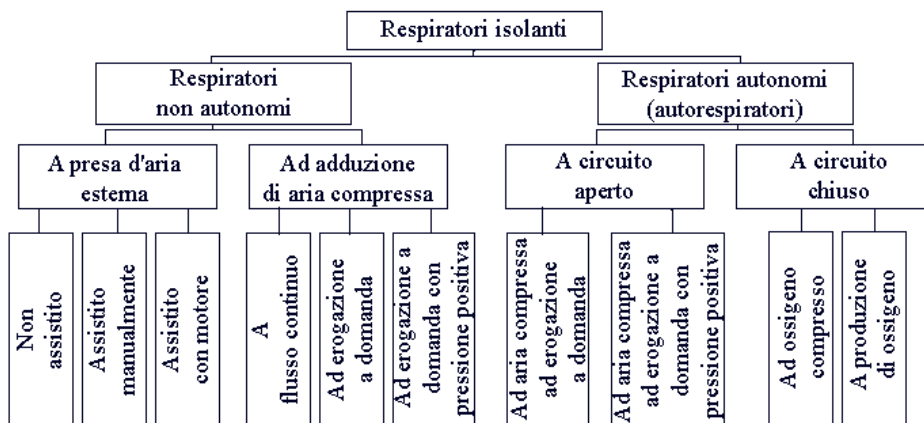 Respiratori isolanti
Respiratori
non autonomi
Respiratori autonomi
(autorespiratori)
A presa d'aria
esterna
Ad adduzione
di aria compressa
A circuito
aperto
A circuito
chiuso
Non
assistito
Assistito
manualmente
Assistito
con motore
A
flusso continuo
Ad erogazione
a domanda
Ad erogazione a
domanda con
pressione positiva
Ad aria compressa
ad erogazione
a domanda
Ad aria compressa
ad erogazione a
domanda con
pressione positiva
Ad ossigeno
compresso
A produzione
di ossigeno